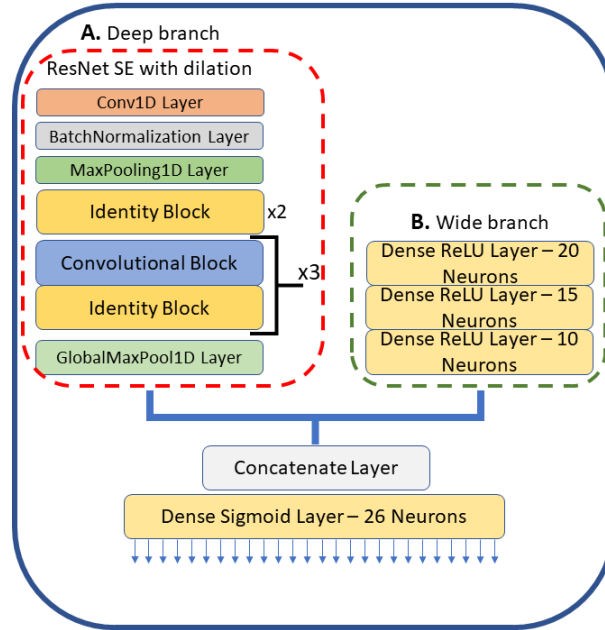 A. Deep branch
ResNet SE with dilation
Conv1D Layer
BatchNormalization Layer
MaxPooling1D Layer
Identity Block
x2
Convolutional Block
x3
Identity Block
GlobalMaxPool1D Layer
B. Wide branch
Dense ReLU Layer – 20
Neurons
Dense ReLU Layer – 15
Neurons
Dense ReLU Layer – 10
Neurons
Concatenate Layer
Dense Sigmoid Layer – 26 Neurons